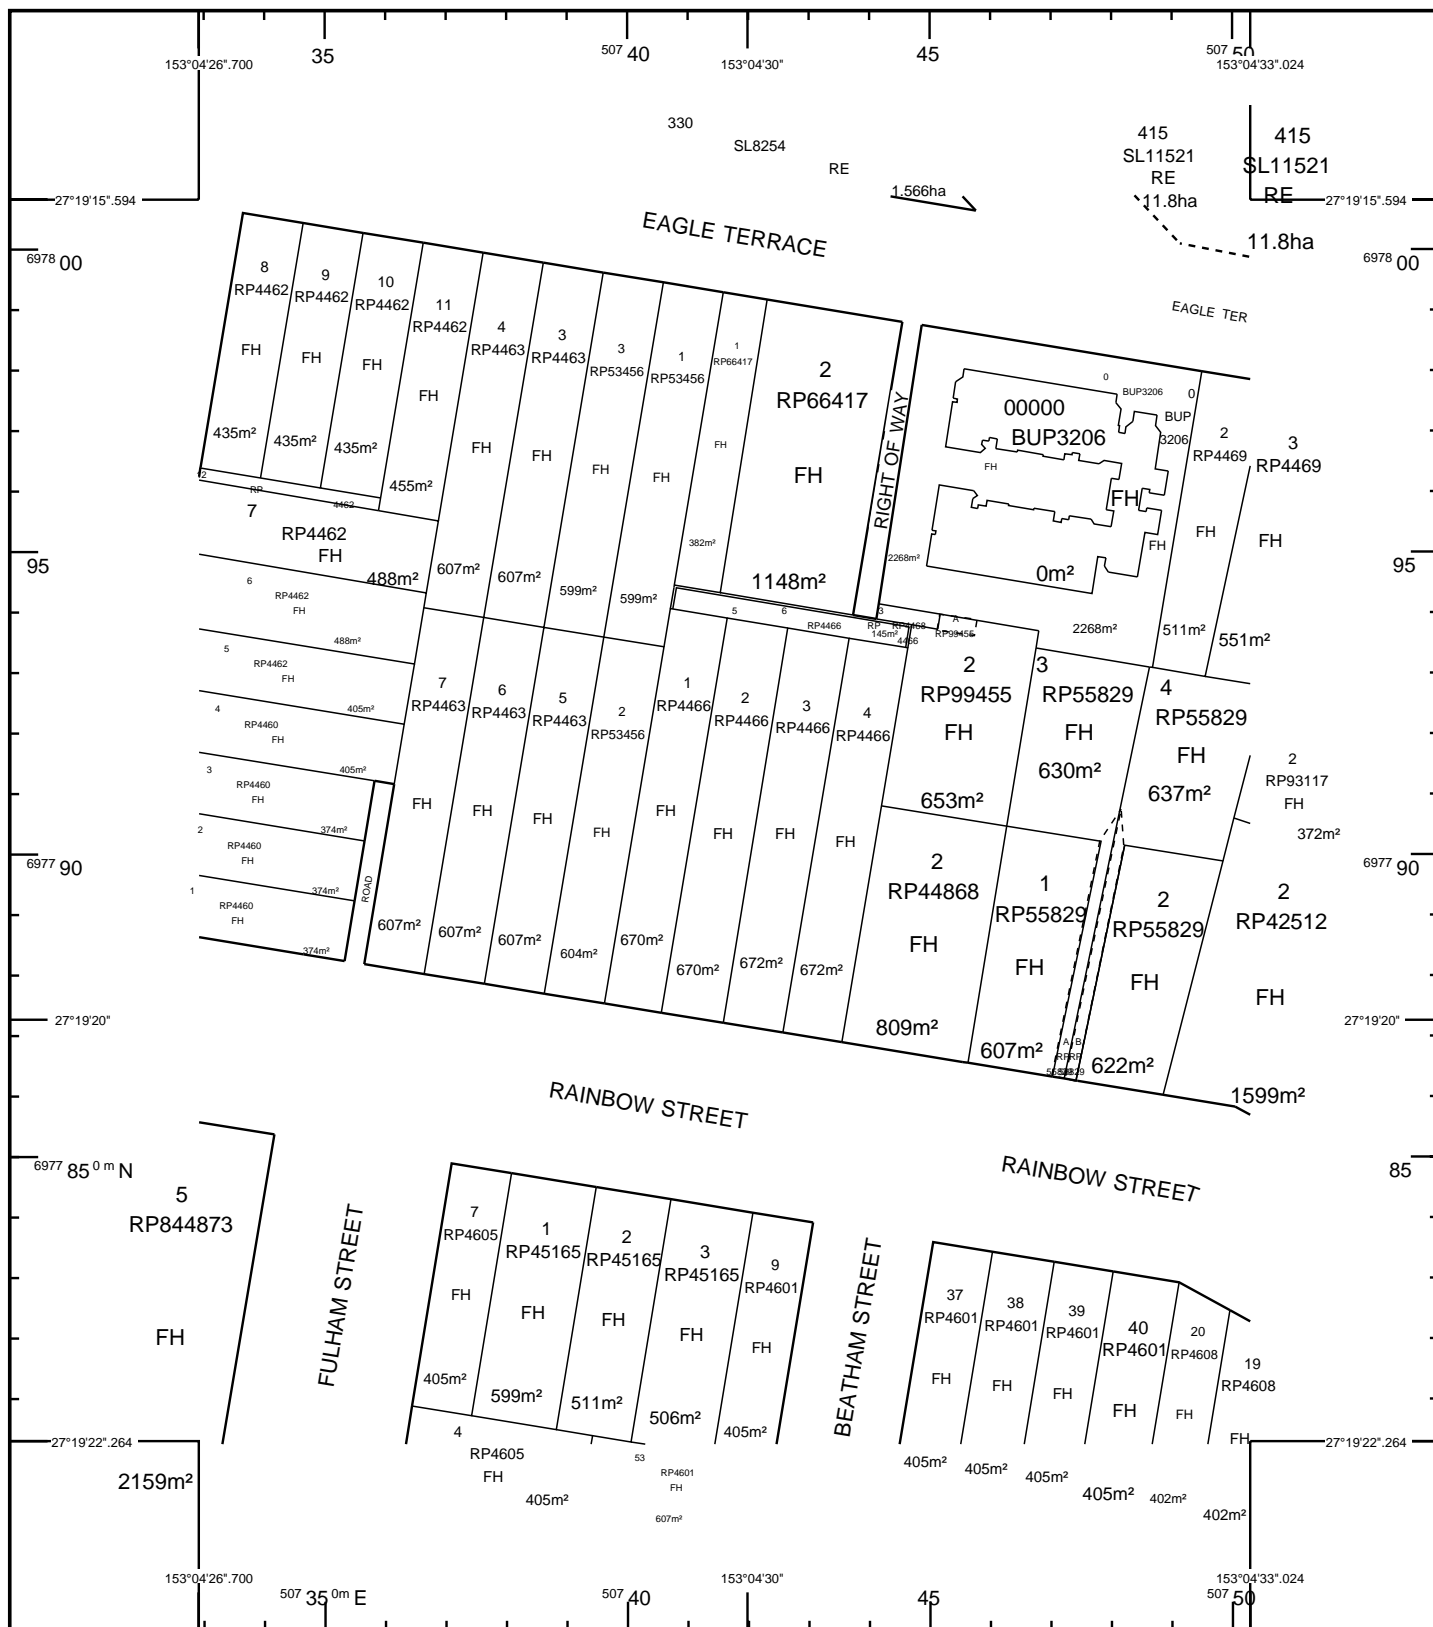 35
507 40
45
507 50
153°04'26".700
153°04'30"
153°04'33".024
330
SL8254
RE
1.566ha
415
SL11521
RE
11.8ha
415
SL11521
RE
11.8ha
27°19'15".594
27°19'15".594
EAGLE TERRACE
EAGLE TER
6978 00
6978 00
8
RP4462
FH
435m²
9
RP4462
FH
435m²
10
RP4462
FH
435m²
11
RP4462
FH
455m²
4
RP4463
FH
607m²
3
RP4463
FH
607m²
3
RP53456
FH
599m²
1
RP53456
FH
599m²
1
RP66417
FH
382m²
2
RP66417
FH
1148m²
RIGHT OF WAY
0
BUP3206
00000
BUP3206
FH
FH
0m²
0
BUP
3206
FH
2268m²
2268m²
2
RP4469
FH
511m²
3
RP4469
FH
551m²
12
RP
4462
7
RP4462
FH
488m²
95
95
6
RP4462
FH
488m²
5
RP4462
FH
405m²
4
RP4460
FH
405m²
3
RP4460
FH
374m²
2
RP4460
FH
374m²
1
RP4460
FH
374m²
ROAD
5
6
RP4466
3
RP
4466
145m²
RP4468
A
RP99455
7
RP4463
FH
607m²
6
RP4463
FH
607m²
5
RP4463
FH
607m²
2
RP53456
FH
604m²
1
RP4466
FH
670m²
2
RP4466
FH
670m²
3
RP4466
FH
672m²
4
RP4466
FH
672m²
2
RP99455
FH
653m²
3
RP55829
FH
630m²
4
RP55829
FH
637m²
2
RP93117
FH
372m²
6977 90
6977 90
2
RP44868
FH
809m²
1
RP55829
FH
607m²
A
RP
55829
B
RP
55829
2
RP55829
FH
622m²
2
RP42512
FH
1599m²
27°19'20"
27°19'20"
RAINBOW STREET
RAINBOW STREET
6977 85 0 m N
85
5
RP844873
FH
2159m²
FULHAM STREET
7
RP4605
FH
405m²
1
RP45165
FH
599m²
2
RP45165
FH
511m²
3
RP45165
FH
506m²
9
RP4601
FH
405m²
BEATHAM STREET
37
RP4601
FH
405m²
38
RP4601
FH
405m²
39
RP4601
FH
405m²
40
RP4601
FH
405m²
20
RP4608
FH
402m²
19
RP4608
FH
402m²
27°19'22".264
27°19'22".264
4
RP4605
FH
405m²
53
RP4601
FH
607m²
153°04'26".700
153°04'30"
153°04'33".024
507 35 0m E
507 40
45
507 50